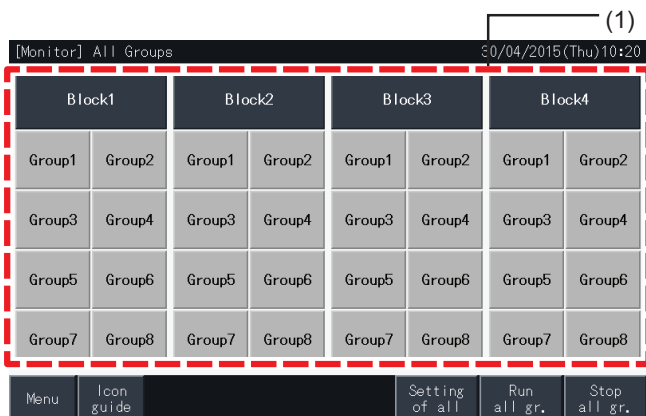 (1)
[Monitor] All Groups 30/04/2015(Thu)10:20
Block1 Block2 Block3 Block4
Group1 Group2 Group1 Group2 Group1 Group2 Group1 Group2
Group3 Group4 Group3 Group4 Group3 Group4 Group3 Group4
Group5 Group6 Group5 Group6 Group5 Group6 Group5 Group6
Group7 Group8 Group7 Group8 Group7 Group8 Group7 Group8
Menu
Icon
guide
Setting
of all
Run
all gr.
Stop
all gr.